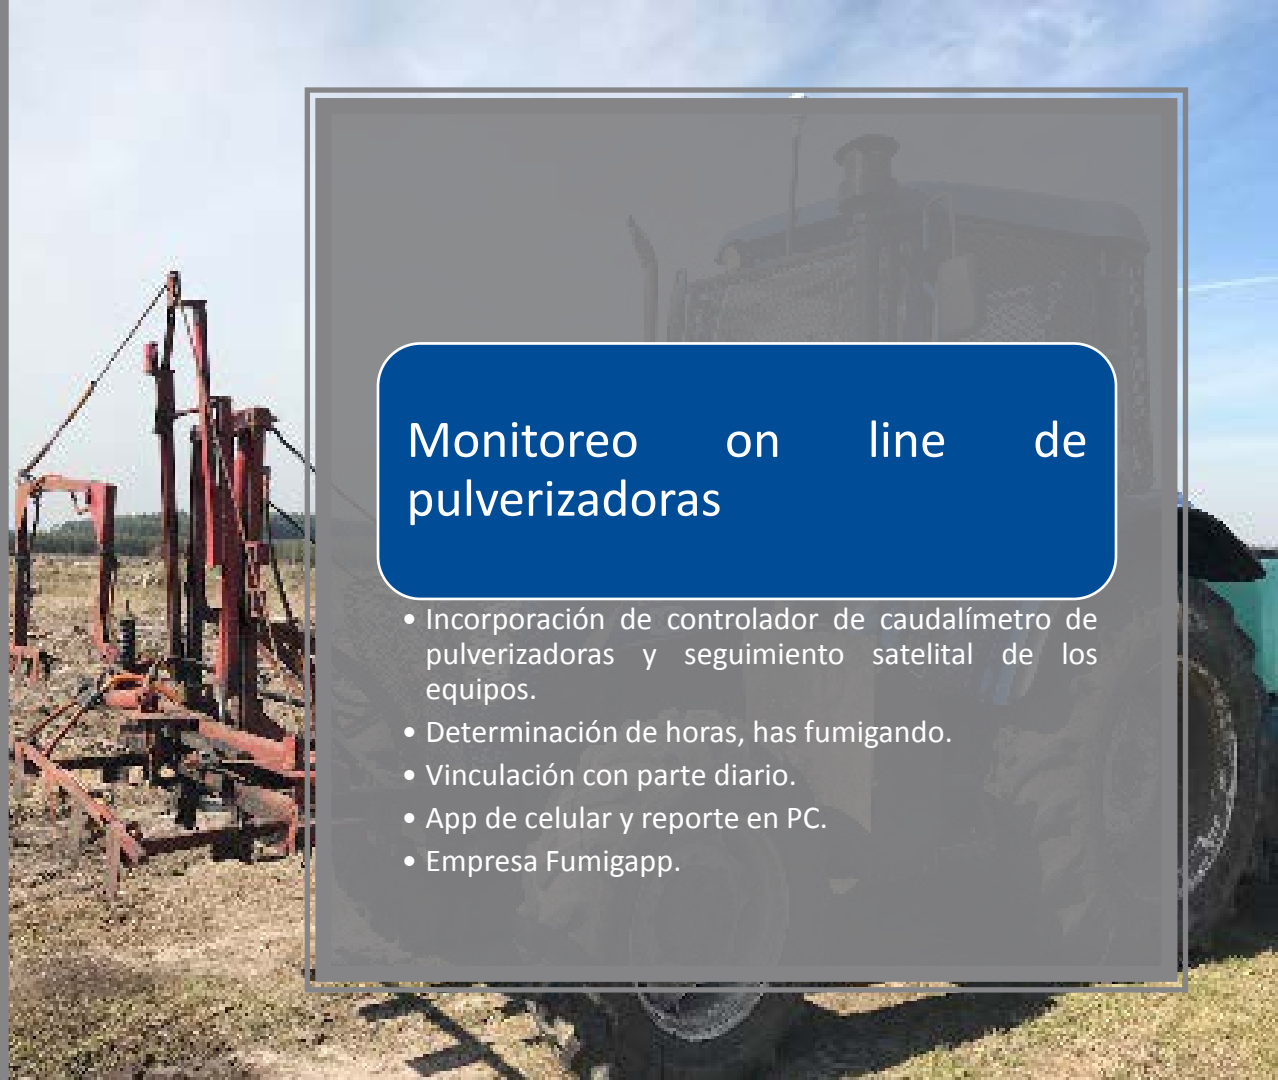 Monitoreo on line de
pulverizadoras
• Incorporación de controlador de caudalímetro de
pulverizadoras y seguimiento satelital de los
equipos.
• Determinación de horas, has fumigando.
• Vinculación con parte diario.
• App de celular y reporte en PC.
• Empresa Fumigapp.